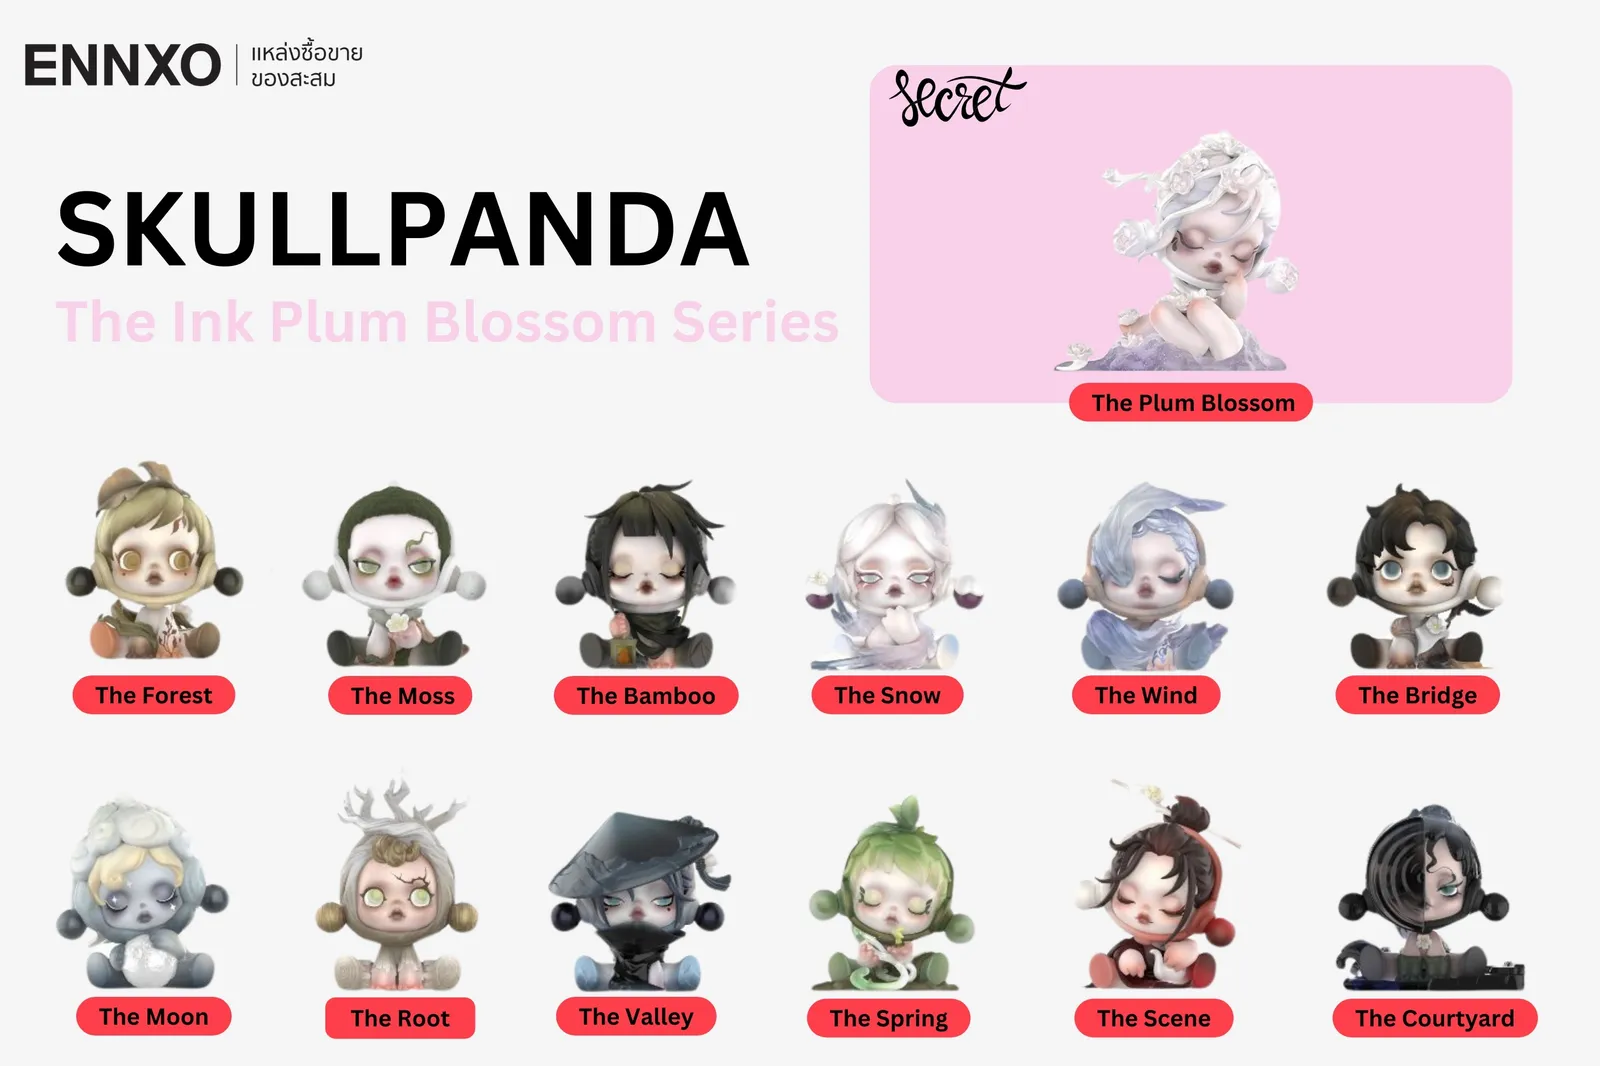 ENNXO
แหล่งซื้อขาย
ของสะสม
SKULLPANDA
The Ink Plum Blossom Series
secret
The Plum Blossom
The Forest
The Moss
The Bamboo
The Snow
The Wind
The Bridge
The Moon
The Root
The Valley
The Spring
The Scene
The Courtyard